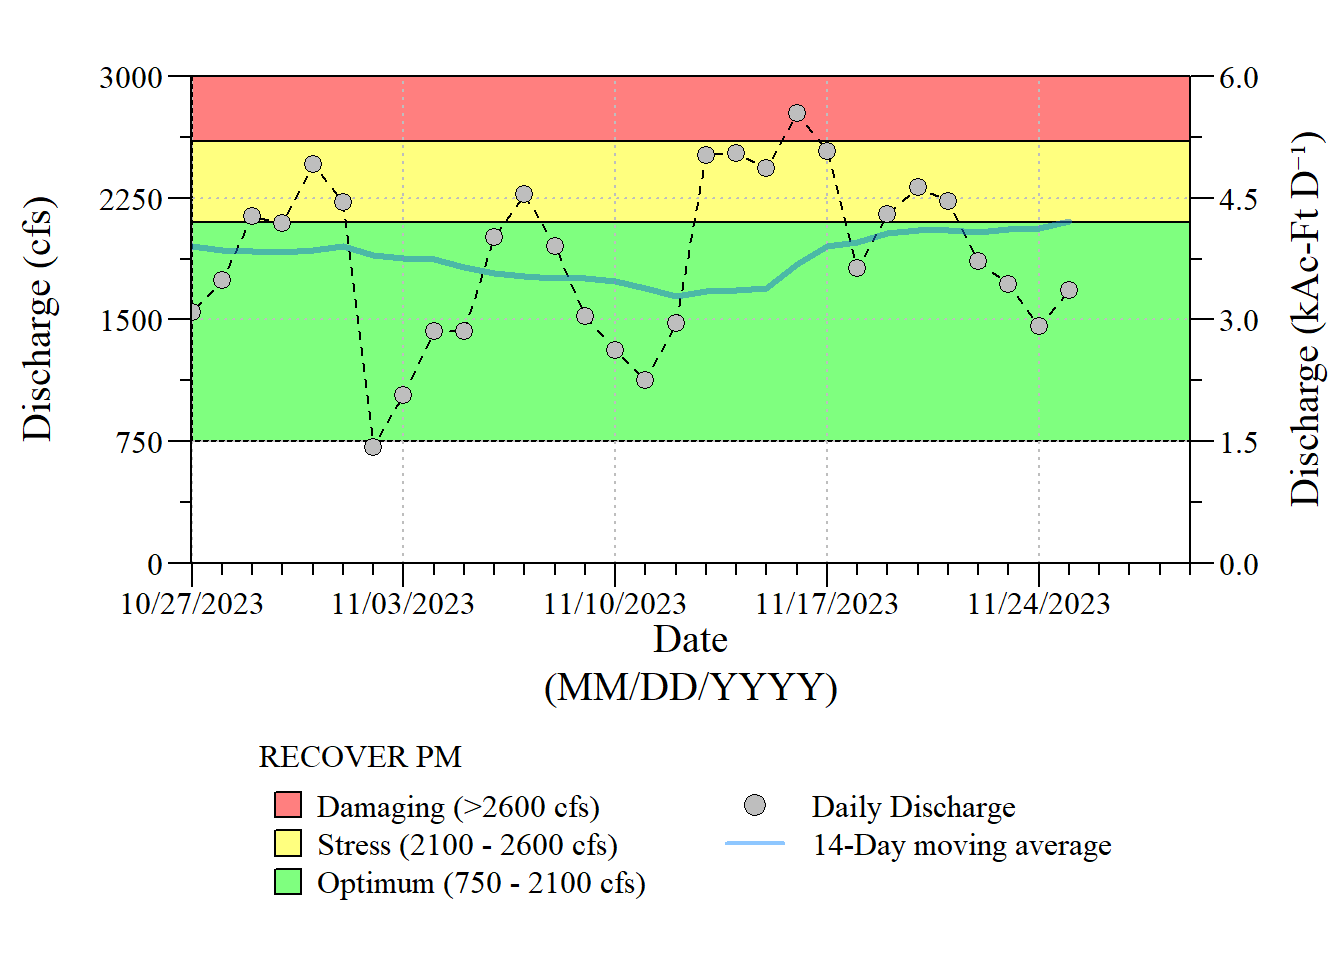 3000
2250
1500
750
0
Discharge (cfs)
6.0
4.5
3.0
1.5
0.0
Discharge (kAc-Ft D⁻¹)
10/27/2023 11/03/2023 11/10/2023 11/17/2023 11/24/2023
Date
(MM/DD/YYYY)
RECOVER PM
Damaging (>2600 cfs)
Stress (2100 - 2600 cfs)
Optimum (750 - 2100 cfs)
Daily Discharge
14-Day moving average